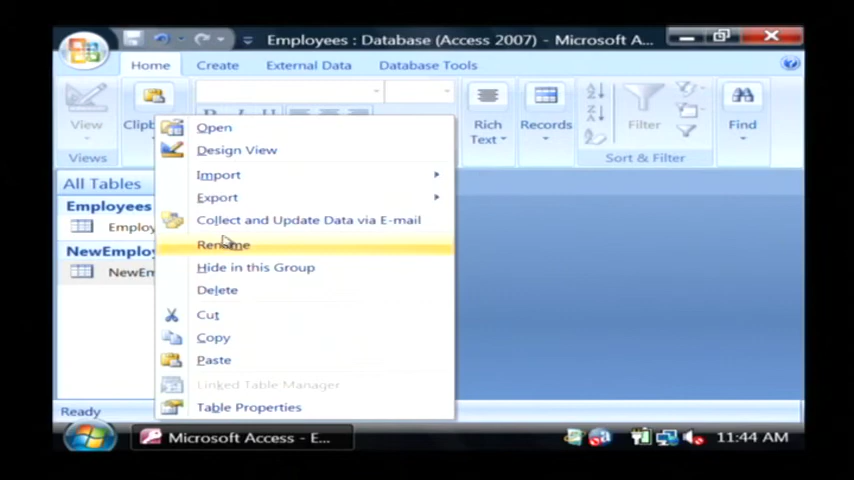 Employees : Database (Access 2007) - Microsoft A...
Home Create External Data Database Tools
View
Views
Rich
Text
Records
Filter
Sort & Filter
Find
Open
Design View
Import
Export
Collect and Update Data via E-mail
Rename
Hide in this Group
Delete
Cut
Copy
Paste
Linked Table Manager
Table Properties
All Tables
Employees
Ready
Microsoft Access - E...
11:44 AM